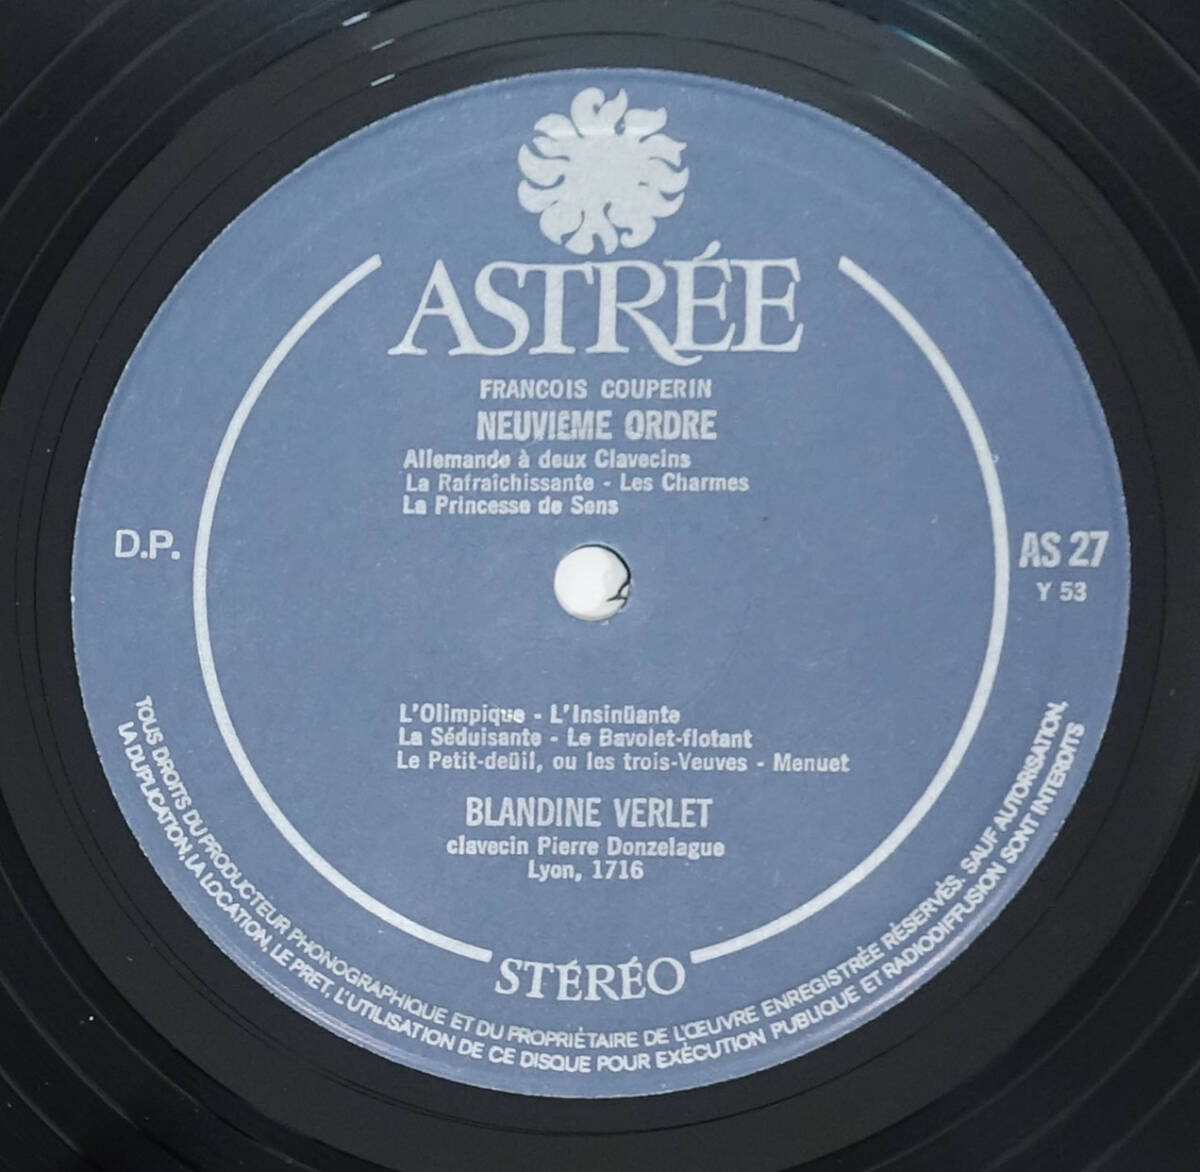 ASTRÉE
FRANCOIS COUPERIN
NEUVIÈME ORDRE
Allemande à deux Clavecins
La Rafraîchissante - Les Charmes
La Princesse de Sens
D.P.
AS 27
Y 53
L'Olimpique - L'Insinüante
La Séduisante - Le Bavolet-flotant
Le Petit-deüil, ou les trois-Veuves - Menuet
BLANDINE VERLET
clavecin Pierre Donzelague
Lyon, 1716
STÉRÉO
TOUS DROITS DU PRODUCTEUR PHONOGRAPHIQUE ET DU PROPRIÉTAIRE DE L'ŒUVRE ENREGISTRÉE RÉSERVÉS. SAUF AUTORISATION,
LA DUPLICATION, LA LOCATION, LE PRET, L'UTILISATION DE CE DISQUE POUR EXÉCUTION PUBLIQUE ET RADIODIFFUSION SONT INTERDITS